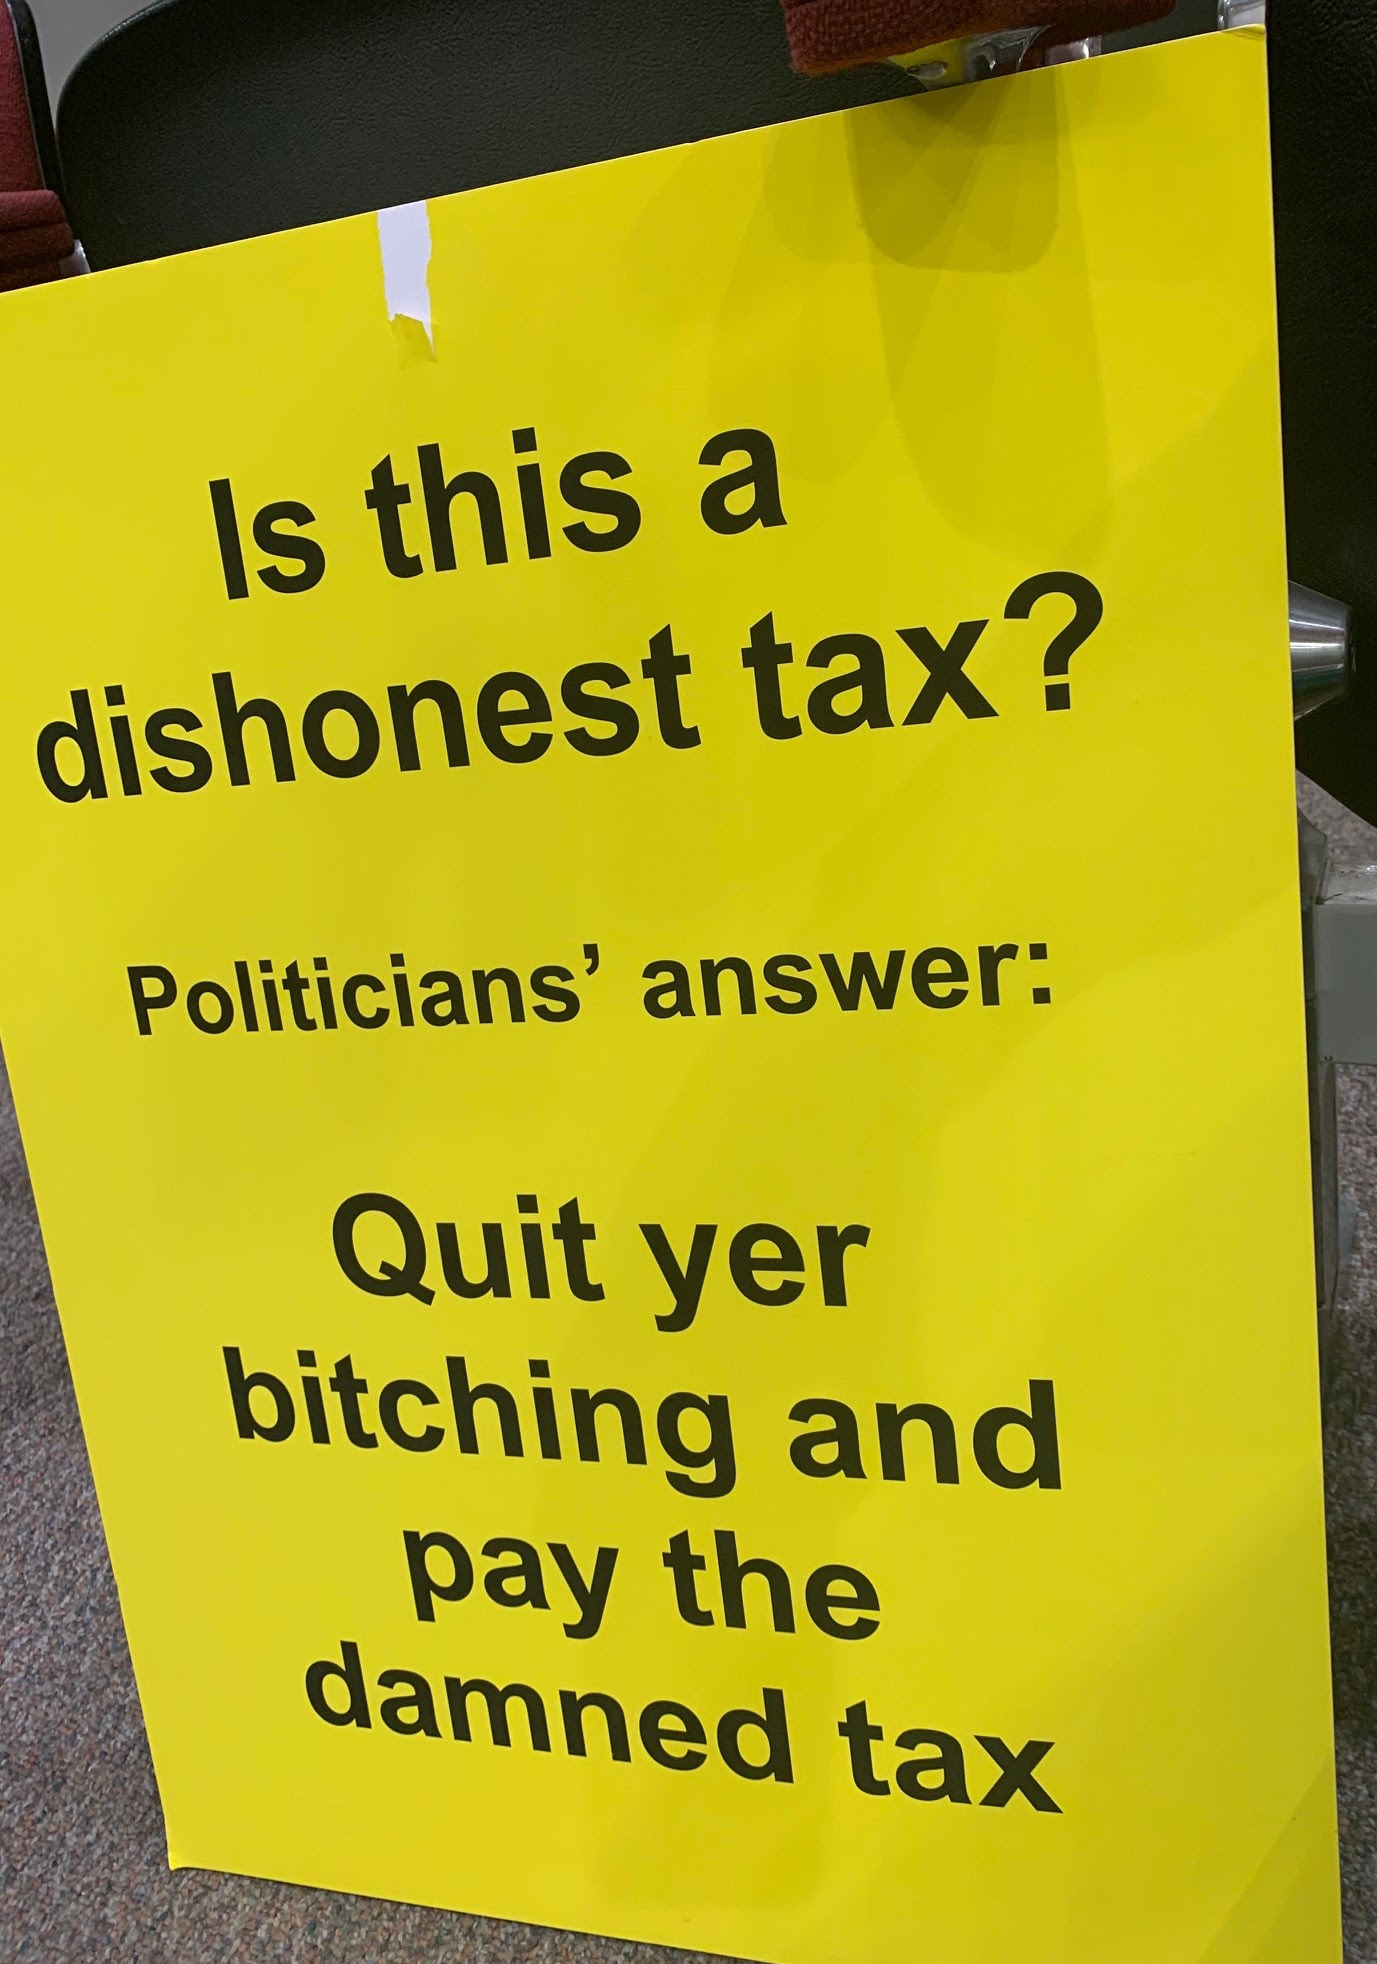 Is this a
dishonest tax?
Politicians’ answer:
Quit yer
bitching and
pay the
damned tax